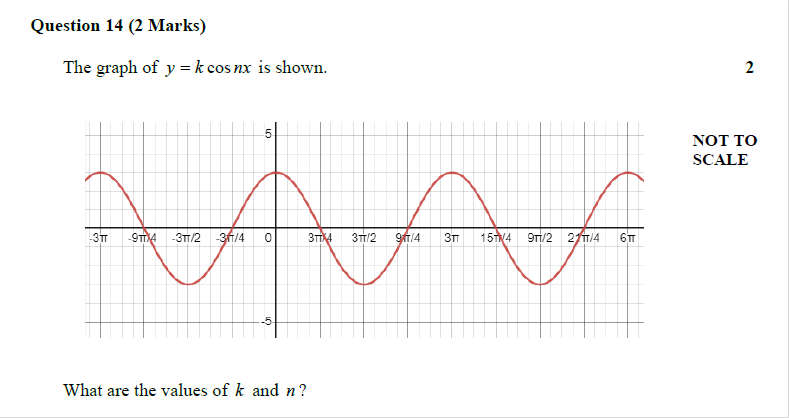 Question 14 (2 Marks)
The graph of y = k cos nx is shown.
2
5
NOT TO
SCALE
-3π -9π/4 -3π/2 -3π/4 0 3π/4 3π/2 9π/4 3π 15π/4 9π/2 21π/4 6π
-5
What are the values of k and n?